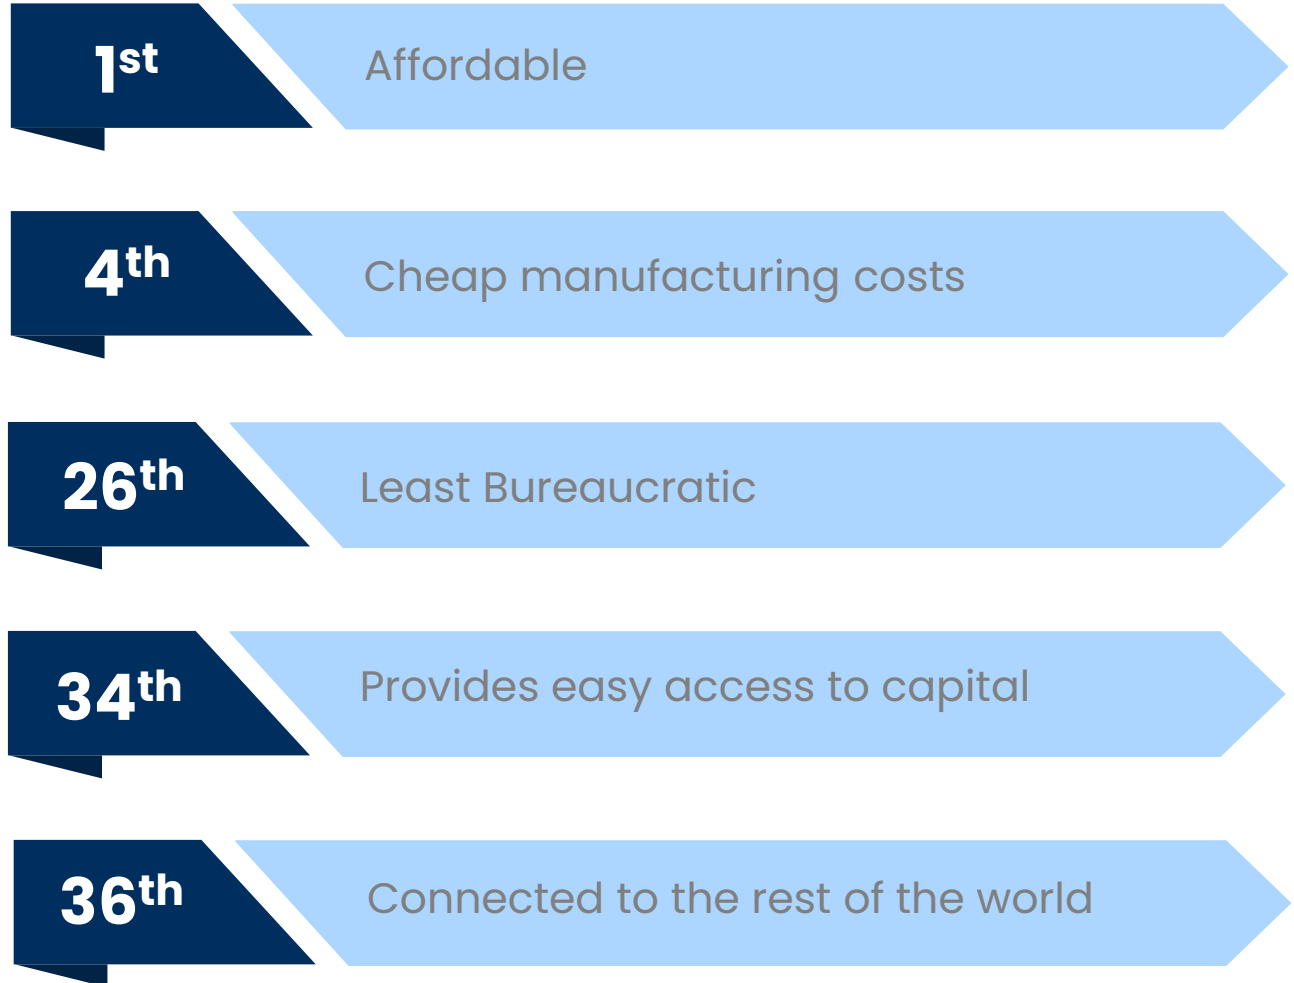 1st Affordable
4th Cheap manufacturing costs
26th Least Bureaucratic
34th Provides easy access to capital
36th Connected to the rest of the world